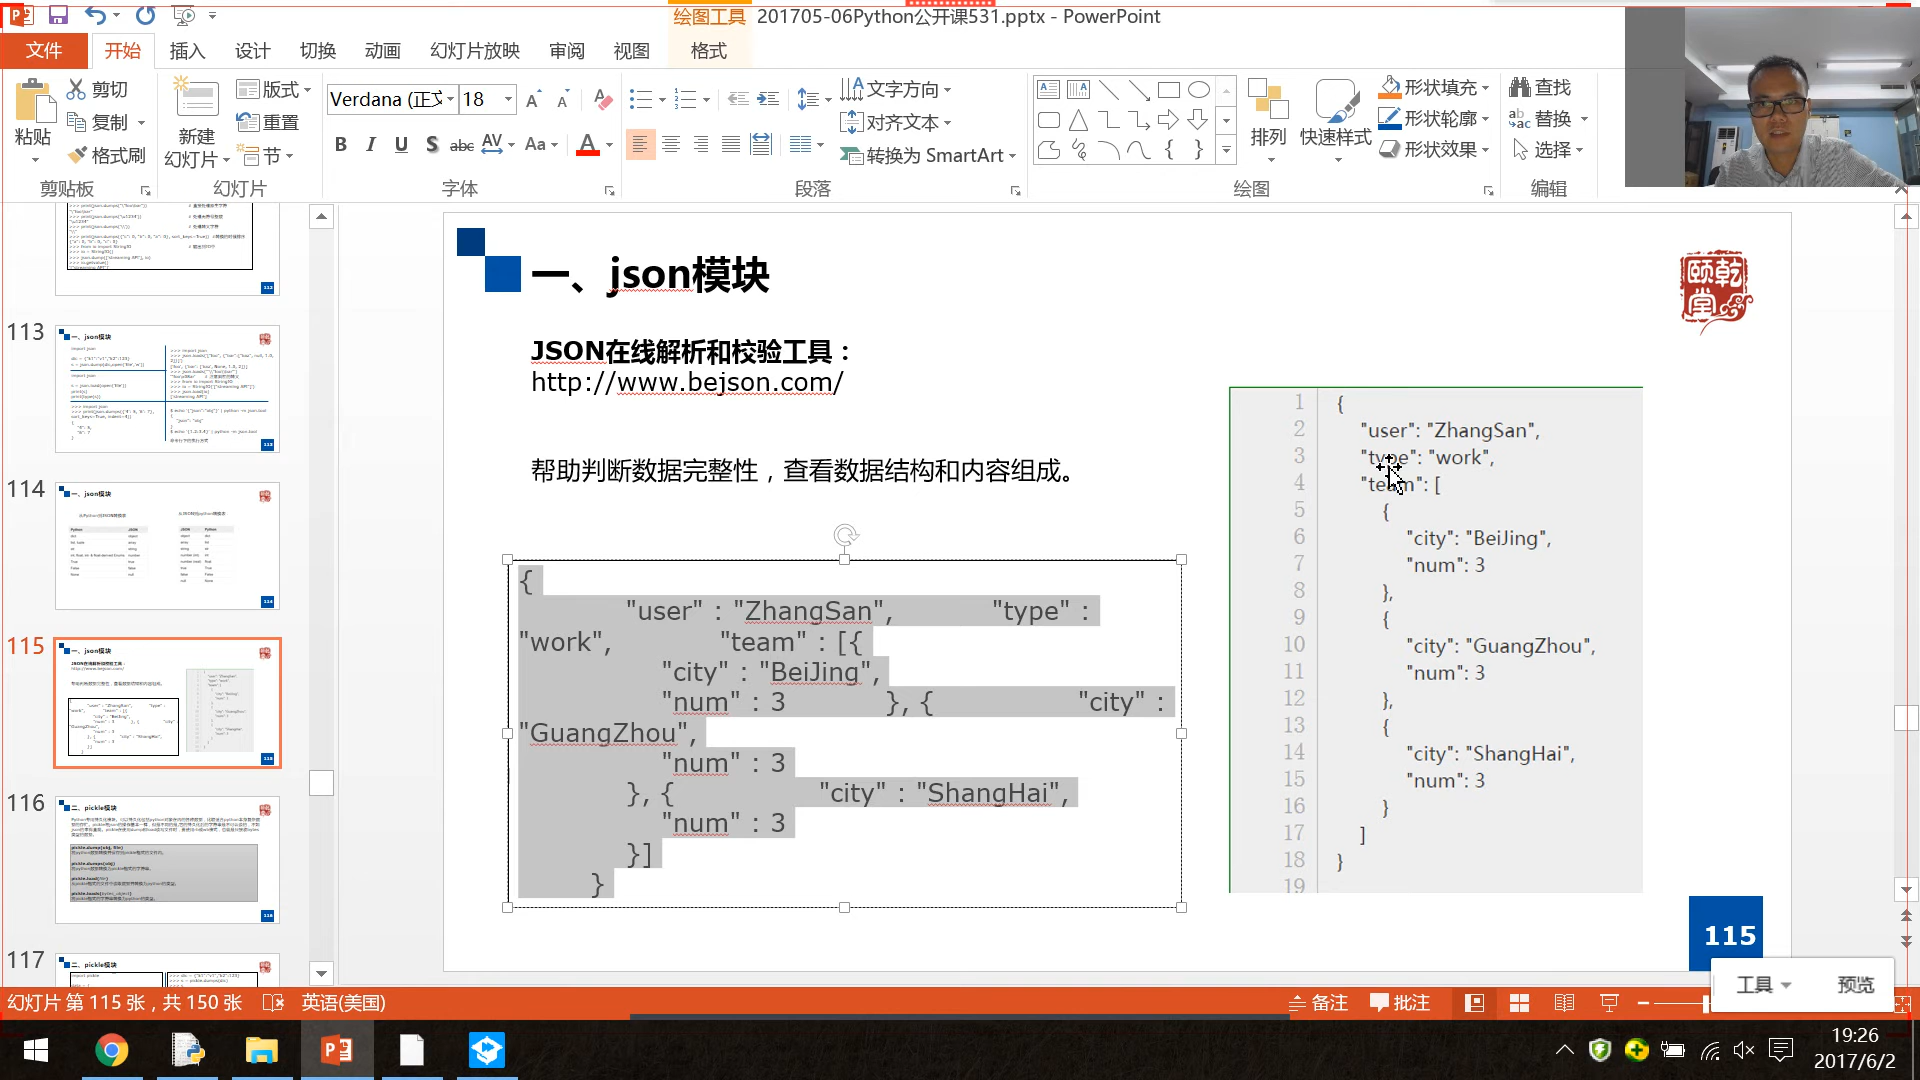 绘图工具
201705-06Python公开课531.pptx - PowerPoint
文件 开始 插入 设计 切换 动画 幻灯片放映 审阅 视图 格式
粘贴 剪切
复制
格式刷
剪贴板
新建
幻灯片
版式
重置
节
幻灯片
Verdana (正文 18
B I U S abc AV Aa A
字体
文字方向
对齐文本
转换为 SmartArt
段落
排列 快速样式
形状填充
形状轮廓
形状效果
绘图
查找
替换
选择
编辑
113
114
115
116
117
一、json模块
JSON在线解析和校验工具：
http://www.bejson.com/
帮助判断数据完整性，查看数据结构和内容组成。
{
"user" : "ZhangSan", "type" :
"work", "team" : [{
"city" : "BeiJing",
"num" : 3 }, { "city" :
"GuangZhou",
"num" : 3
}, { "city" : "ShangHai",
"num" : 3
}]
}
1 {
2 "user": "ZhangSan",
3 "type": "work",
4 "team": [
5 {
6 "city": "BeiJing",
7 "num": 3
8 },
9 {
10 "city": "GuangZhou",
11 "num": 3
12 },
13 {
14 "city": "ShangHai",
15 "num": 3
16 }
17 ]
18 }
19
乾颐堂
115
工具 预览
幻灯片 第 115 张，共 150 张 英语(美国)
备注 批注
19:26
2017/6/2